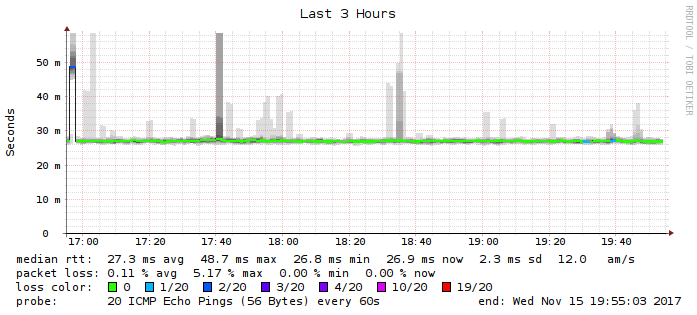 Last 3 Hours
RRDTOOL / TOBI OETIKER
Seconds
50 m
40 m
30 m
20 m
10 m
0
17:00 17:20 17:40 18:00 18:20 18:40 19:00 19:20 19:40
median rtt: 27.3 ms avg 48.7 ms max 26.8 ms min 26.9 ms now 2.3 ms sd 12.0 am/s
packet loss: 0.11 % avg 5.17 % max 0.00 % min 0.00 % now
loss color: 0 1/20 2/20 3/20 4/20 10/20 19/20
probe: 20 ICMP Echo Pings (56 Bytes) every 60s end: Wed Nov 15 19:55:03 2017